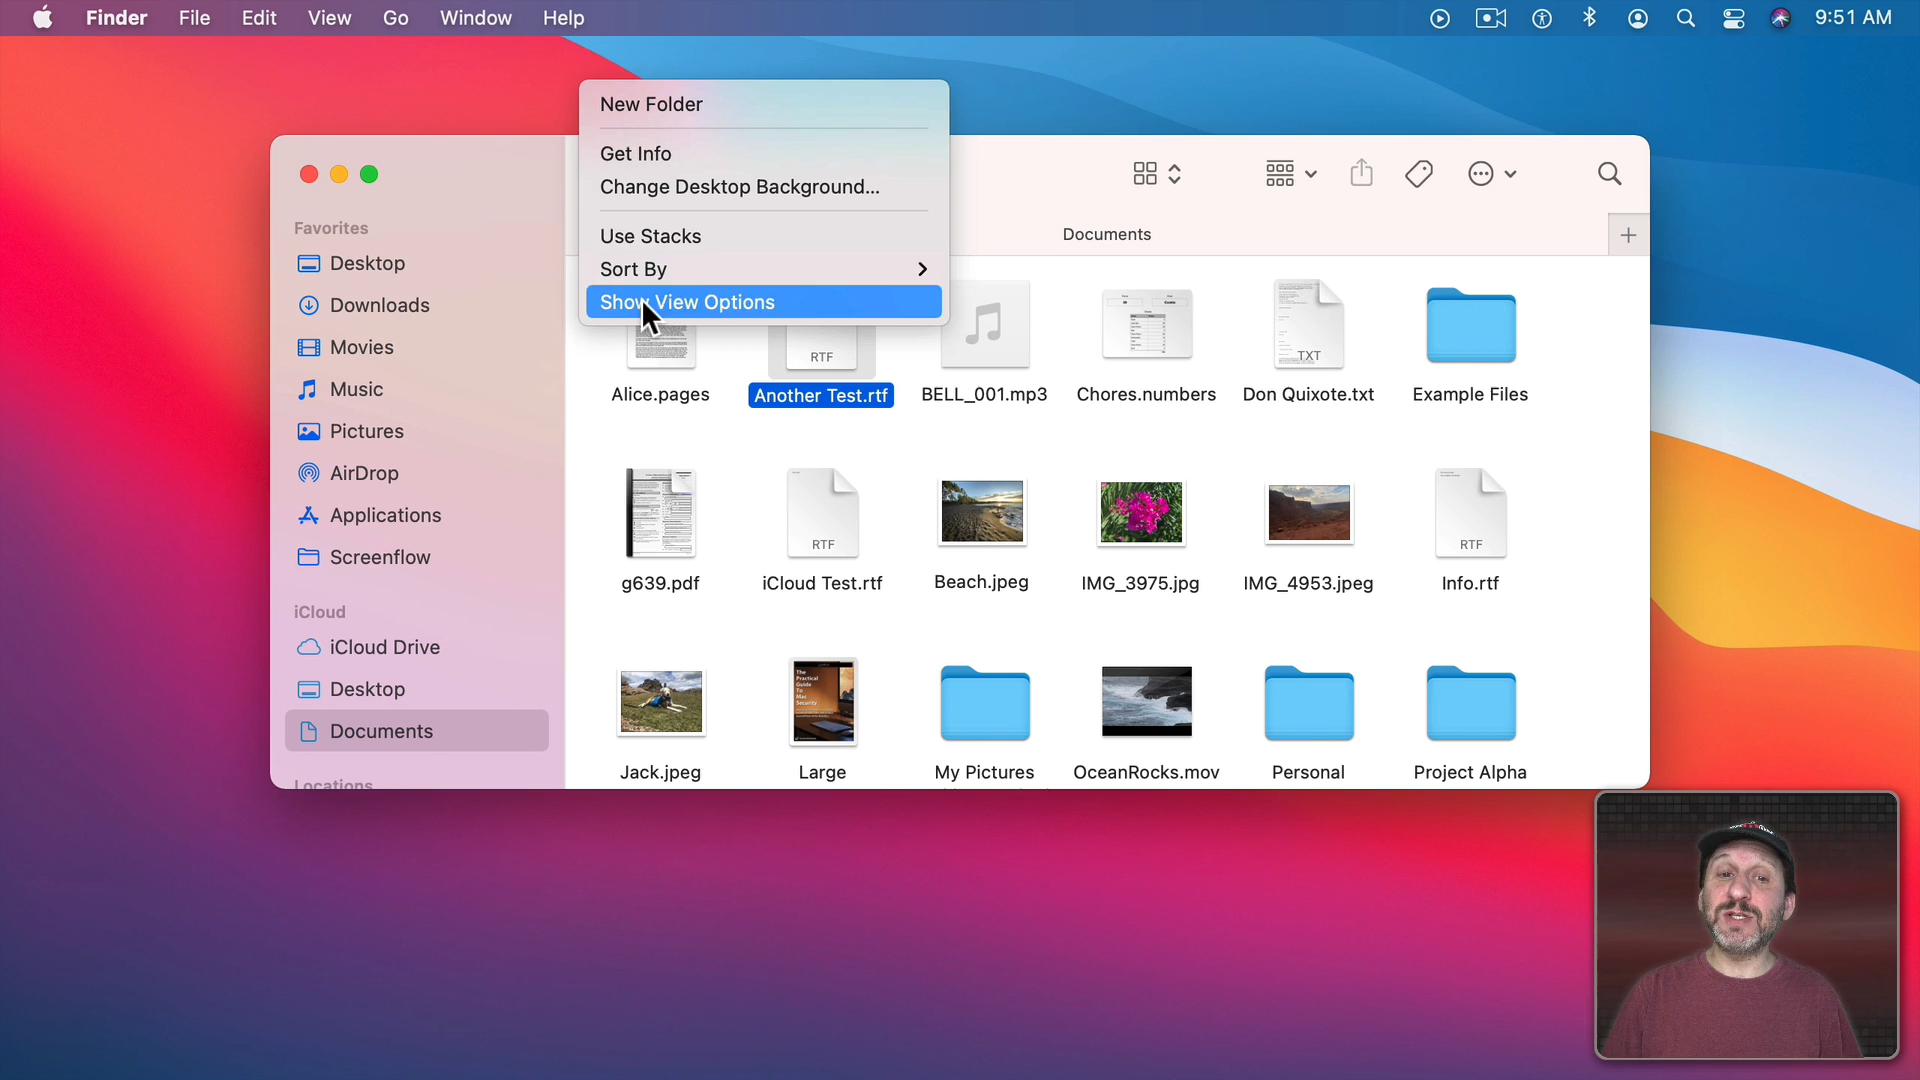 Finder File Edit View Go Window Help 9:51 AM
New Folder
Get Info
Change Desktop Background...
Use Stacks
Sort By
Show View Options
Favorites
Desktop
Downloads
Movies
Music
Pictures
AirDrop
Applications
Screenflow
iCloud
iCloud Drive
Desktop
Documents
Locations
Documents
RTF
TXT
Alice.pages Another Test.rtf BELL_001.mp3 Chores.numbers Don Quixote.txt Example Files
RTF
RTF
g639.pdf iCloud Test.rtf Beach.jpeg IMG_3975.jpg IMG_4953.jpeg Info.rtf
The
Practical
Guide
To
Mac
Security
Jack.jpeg Large My Pictures OceanRocks.mov Personal Project Alpha